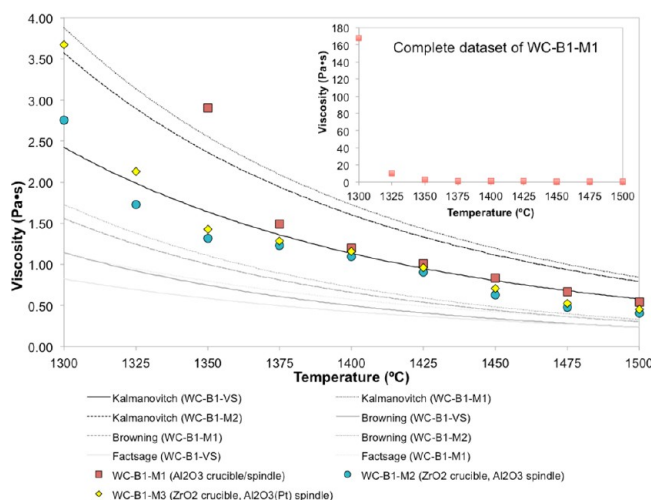 4.00
3.50
3.00
2.50
2.00
1.50
1.00
0.50
0.00
Viscosity (Pa•s)
1300 1325 1350 1375 1400 1425 1450 1475 1500
Temperature (ºC)
Complete dataset of WC-B1-M1
180
160
140
120
100
80
60
40
20
0
Viscosity (Pa•s)
1300 1325 1350 1375 1400 1425 1450 1475 1500
Temperature (ºC)
Kalmanovitch (WC-B1-VS) Kalmanovitch (WC-B1-M1)
Kalmanovitch (WC-B1-M2) Browning (WC-B1-VS)
Browning (WC-B1-M1) Browning (WC-B1-M2)
Factsage (WC-B1-VS) Factsage (WC-B1-M1)
WC-B1-M1 (Al2O3 crucible/spindle) WC-B1-M2 (ZrO2 crucible, Al2O3 spindle)
WC-B1-M3 (ZrO2 crucible, Al2O3(Pt) spindle)